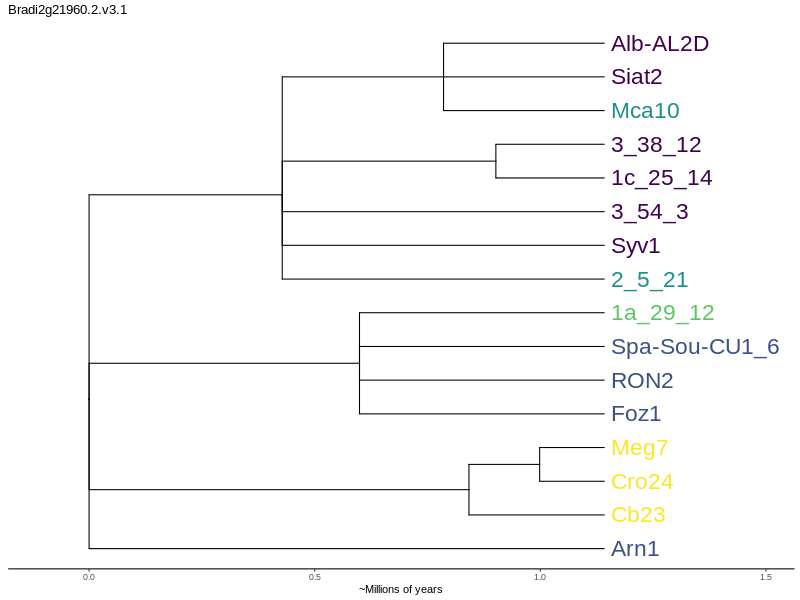 Bradi2g21960.2.v3.1
Alb-AL2D
Siat2
Mca10
3_38_12
1c_25_14
3_54_3
Syv1
2_5_21
1a_29_12
Spa-Sou-CU1_6
RON2
Foz1
Meg7
Cro24
Cb23
Arn1
0.0 0.5 1.0 1.5
~Millions of years